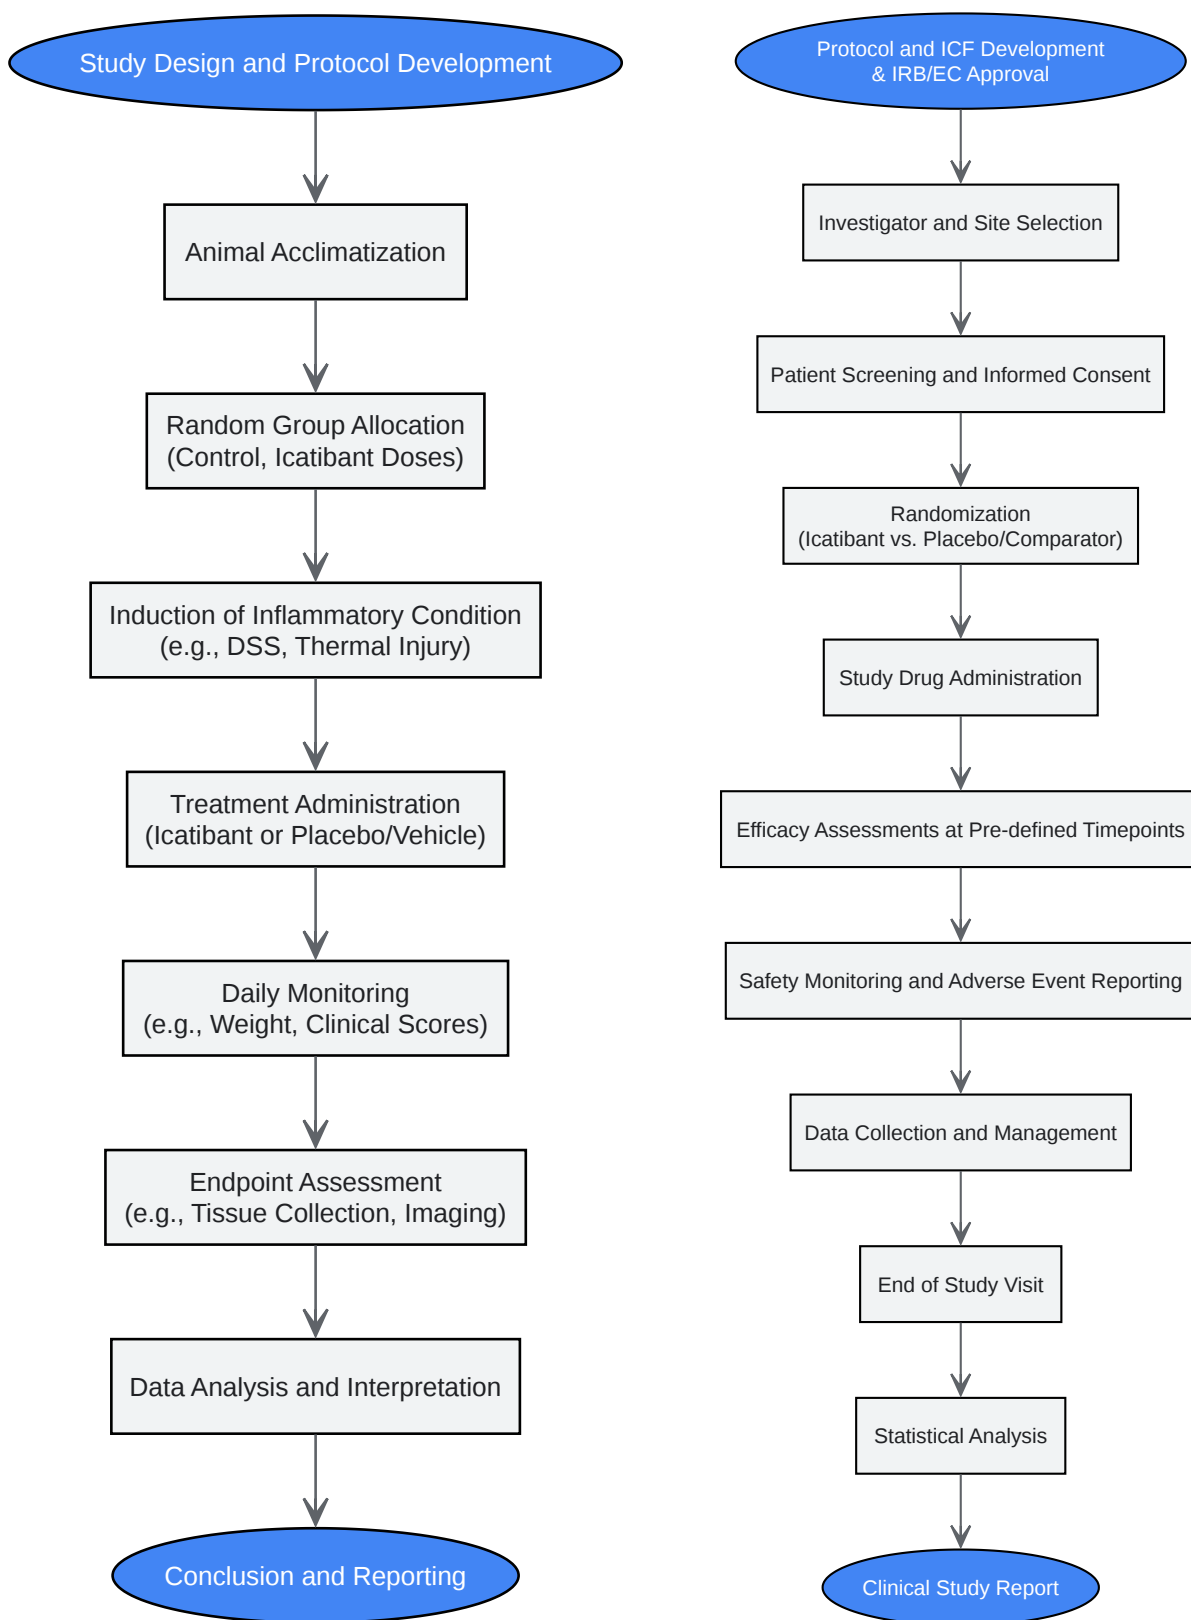 Study Design and Protocol Development
Animal Acclimatization
Random Group Allocation
(Control, Icatibant Doses)
Induction of Inflammatory Condition
(e.g., DSS, Thermal Injury)
Treatment Administration
(Icatibant or Placebo/Vehicle)
Daily Monitoring
(e.g., Weight, Clinical Scores)
Endpoint Assessment
(e.g., Tissue Collection, Imaging)
Data Analysis and Interpretation
Conclusion and Reporting
Protocol and ICF Development
& IRB/EC Approval
Investigator and Site Selection
Patient Screening and Informed Consent
Randomization
(Icatibant vs. Placebo/Comparator)
Study Drug Administration
Efficacy Assessments at Pre-defined Timepoints
Safety Monitoring and Adverse Event Reporting
Data Collection and Management
End of Study Visit
Statistical Analysis
Clinical Study Report